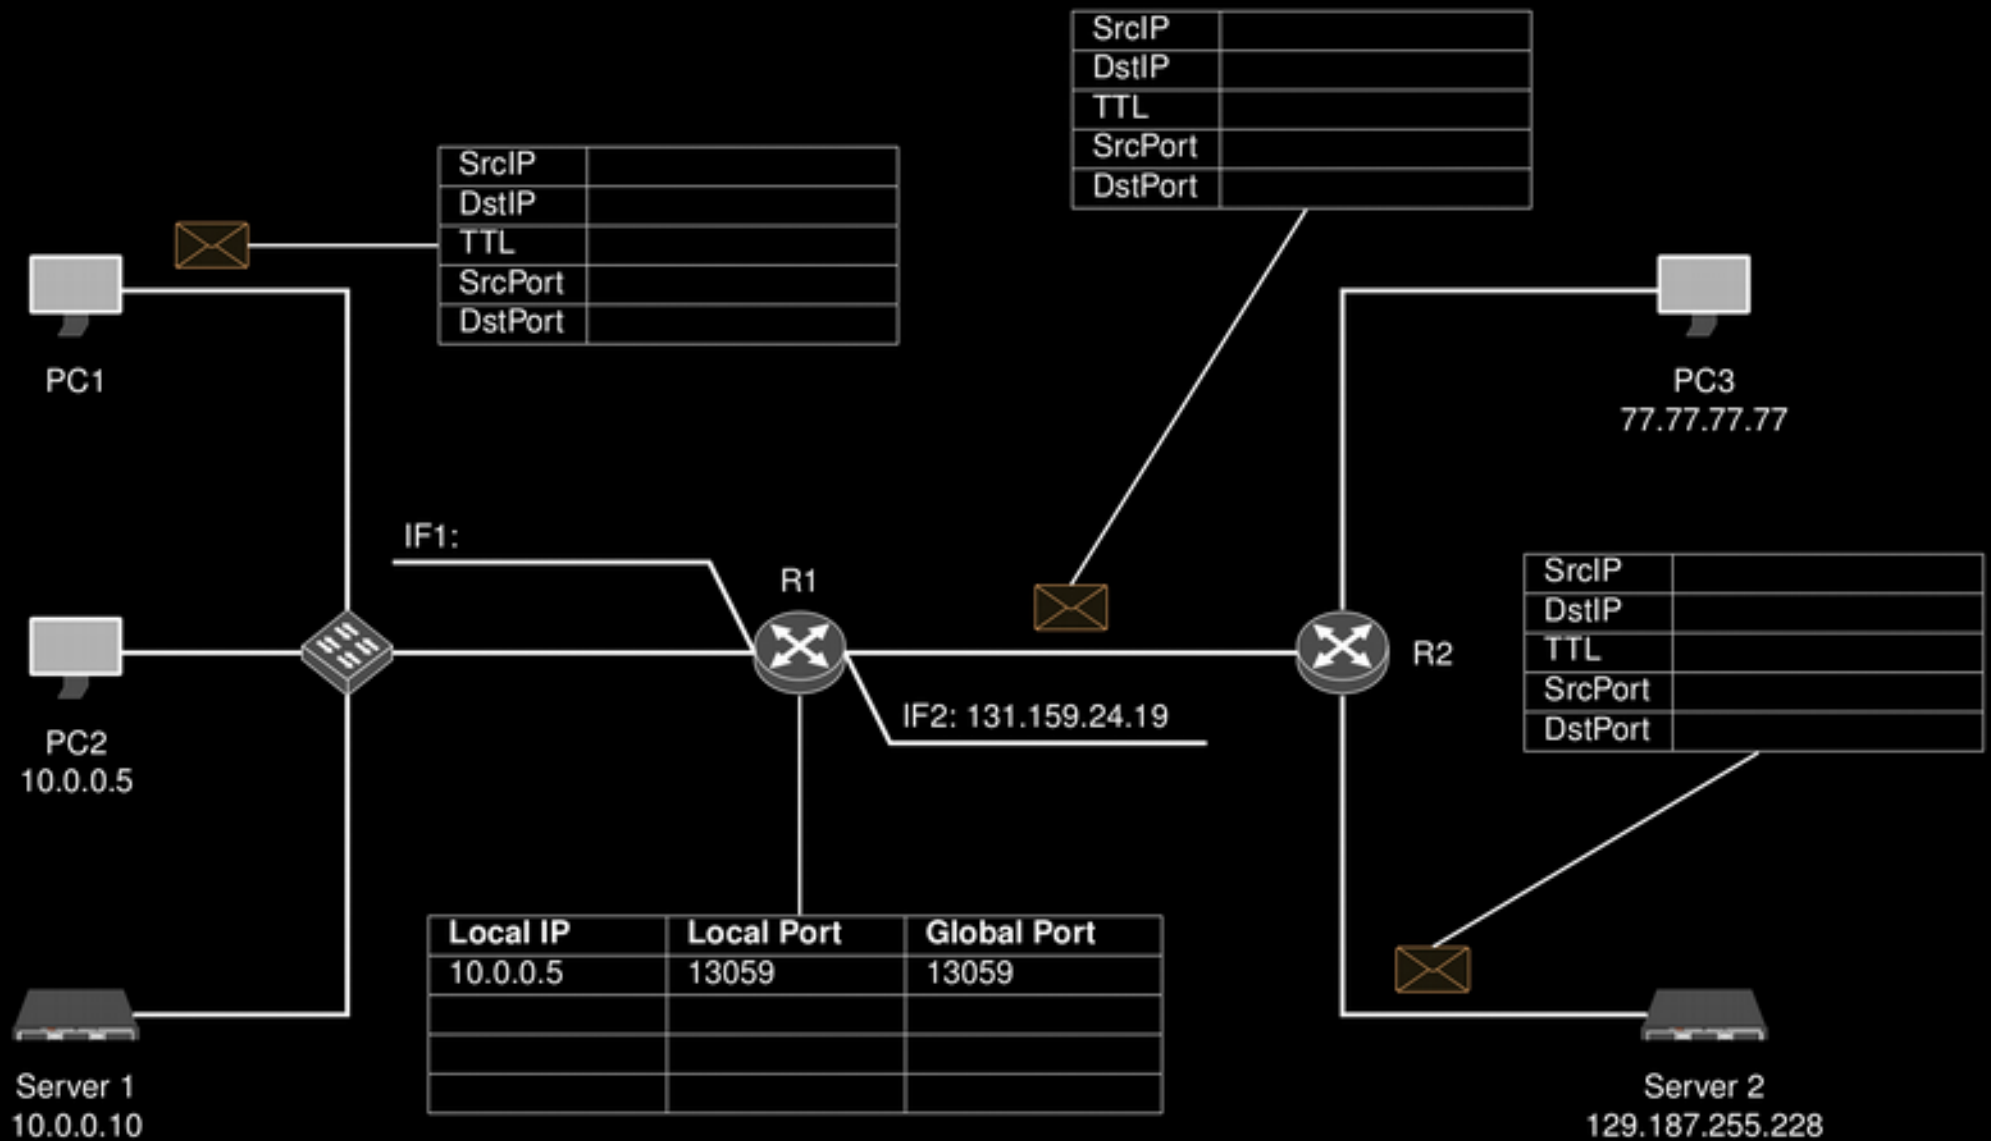 SrcIP
DstIP
TTL
SrcPort
DstPort
SrcIP
DstIP
TTL
SrcPort
DstPort
PC1
PC3
77.77.77.77
IF1:
R1
SrcIP
DstIP
TTL
SrcPort
DstPort
R2
IF2: 131.159.24.19
PC2
10.0.0.5
Local IP Local Port Global Port
10.0.0.5 13059 13059
Server 1
10.0.0.10
Server 2
129.187.255.228